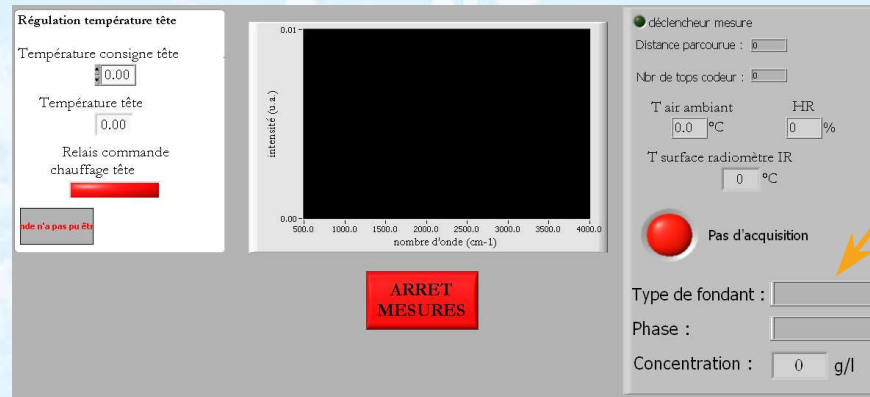 Régulation température tête
Température consigne tête
0.00
Température tête
0.00
Relais commande
chauffage tête
n'a pas pu
0.01
intensité (u.a.)
0.00
500.0 1000.0 1500.0 2000.0 2500.0 3000.0 3500.0 4000.0
nombre d'onde (cm-1)
ARRET
MESURES
déclencheur mesure
Distance parcourue : 0
Nbr de tops codeur : 0
T air ambiant HR
0.0 °C 0 %
T surface radiomètre IR
0 °C
Pas d'acquisition
Type de fondant :
Phase :
Concentration : 0 g/l